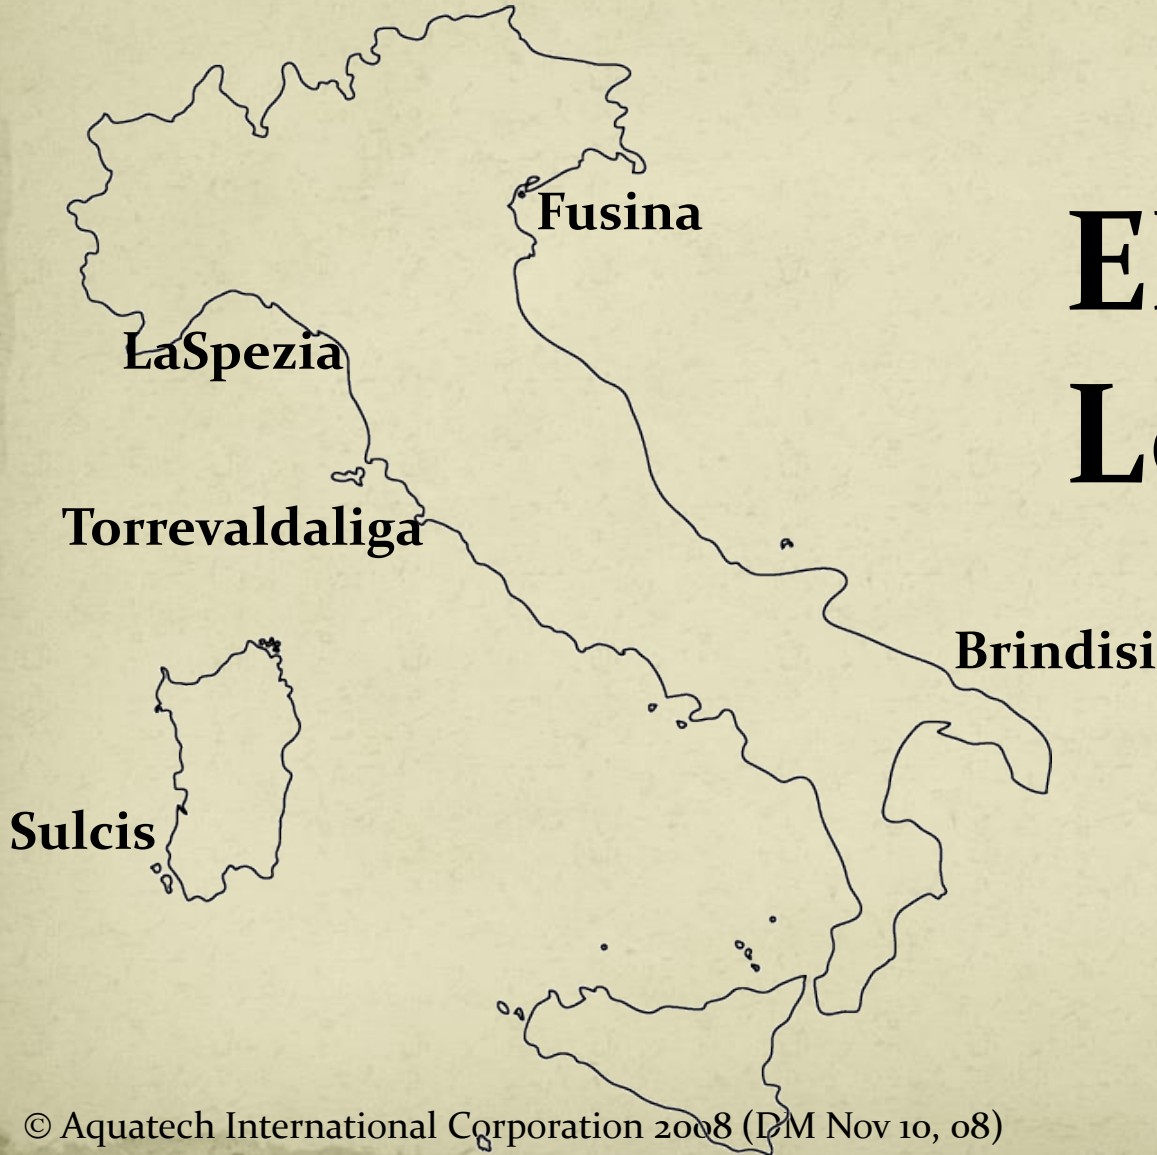 Fusina
LaSpezia
Torrevaldaliga
Brindisi
Sulcis
© Aquatech International Corporation 2008 (DM Nov 10, 08)